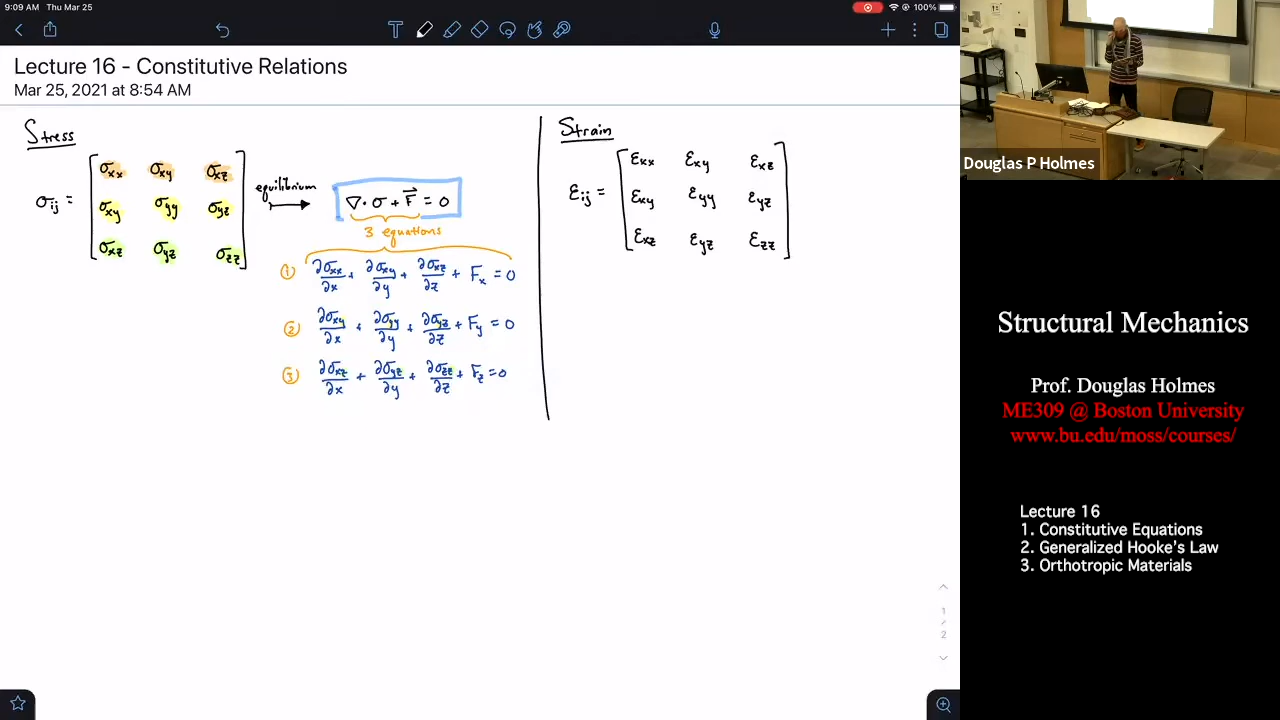 9:09 AM Thu Mar 25
100%
Lecture 16 - Constitutive Relations
Mar 25, 2021 at 8:54 AM
Stress
σij = [ σxx σxy σxz
σxy σyy σyz
σxz σyz σzz ]
equilibrium
∇·σ + F⃗ = 0
3 equations
① ∂σxx/∂x + ∂σxy/∂y + ∂σxz/∂z + Fx = 0
② ∂σxy/∂x + ∂σyy/∂y + ∂σyz/∂z + Fy = 0
③ ∂σxz/∂x + ∂σyz/∂y + ∂σzz/∂z + Fz = 0
Strain
εij = [ εxx εxy εxz
εxy εyy εyz
εxz εyz εzz ]
1
/
2
Douglas P Holmes
Structural Mechanics
Prof. Douglas Holmes
ME309 @ Boston University
www.bu.edu/moss/courses/
Lecture 16
1. Constitutive Equations
2. Generalized Hooke's Law
3. Orthotropic Materials